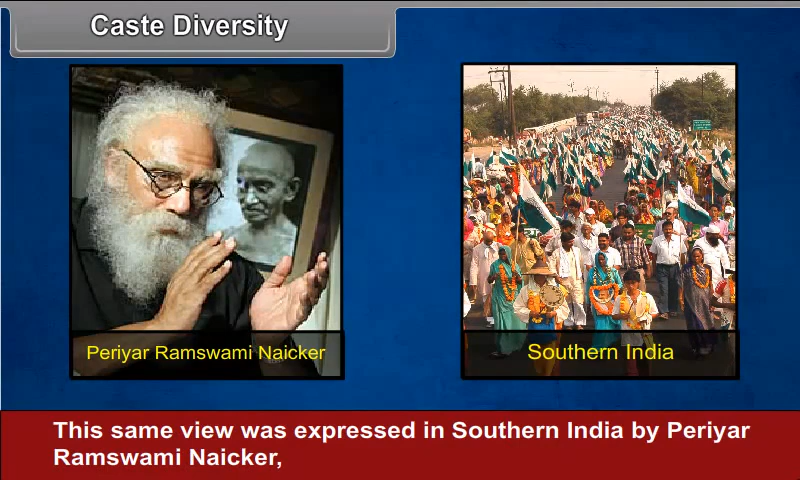 Caste Diversity
Periyar Ramswami Naicker
Southern India
This same view was expressed in Southern India by Periyar
Ramswami Naicker,